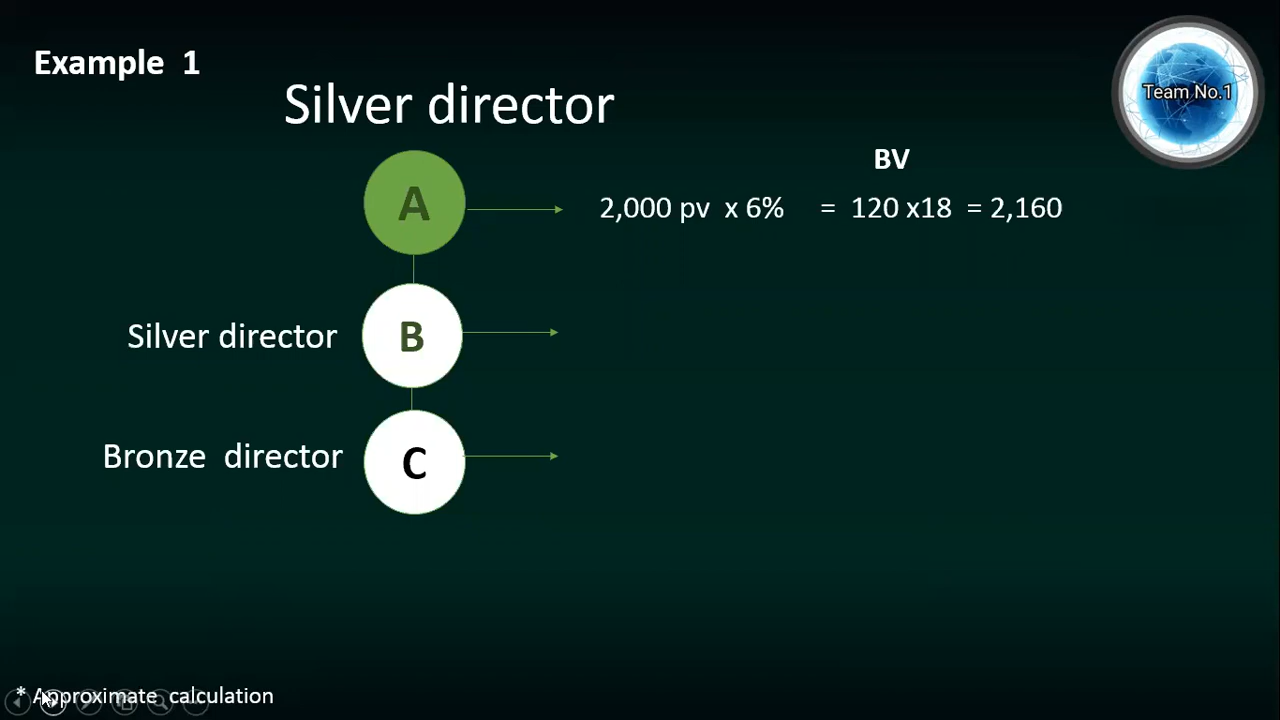 Example 1
Team No.1
Silver director
BV
A
2,000 pv x 6% = 120 x18 = 2,160
Silver director
B
Bronze director
C
* Approximate calculation